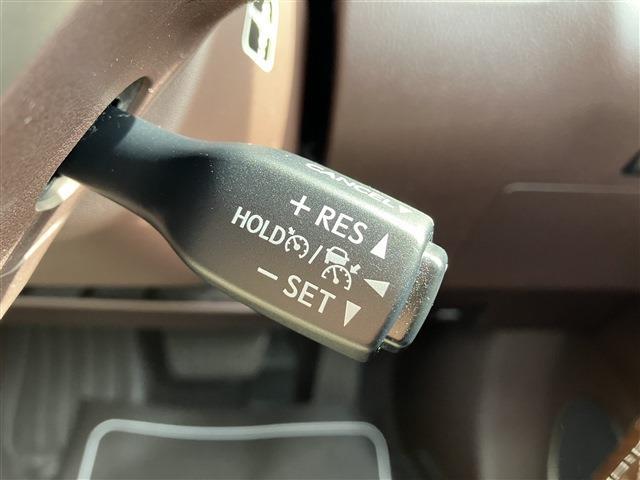 CANCEL
+ RES ▲
HOLD / ◀
− SET ▼